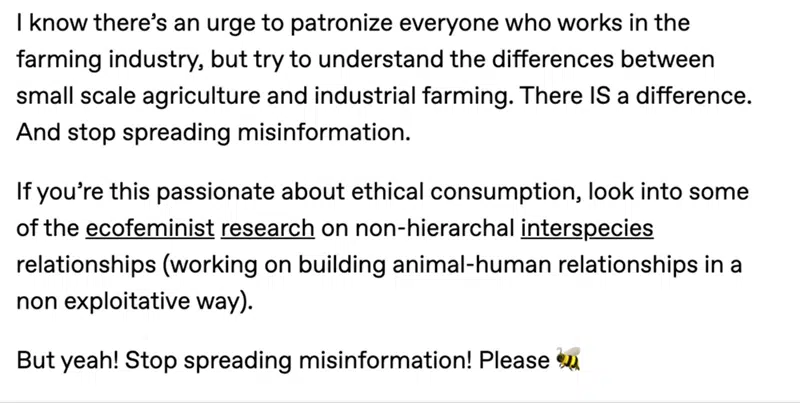 I know there’s an urge to patronize everyone who works in the
farming industry, but try to understand the differences between
small scale agriculture and industrial farming. There IS a difference.
And stop spreading misinformation.
If you’re this passionate about ethical consumption, look into some
of the ecofeminist research on non-hierarchal interspecies
relationships (working on building animal-human relationships in a
non exploitative way).
But yeah! Stop spreading misinformation! Please 🐝